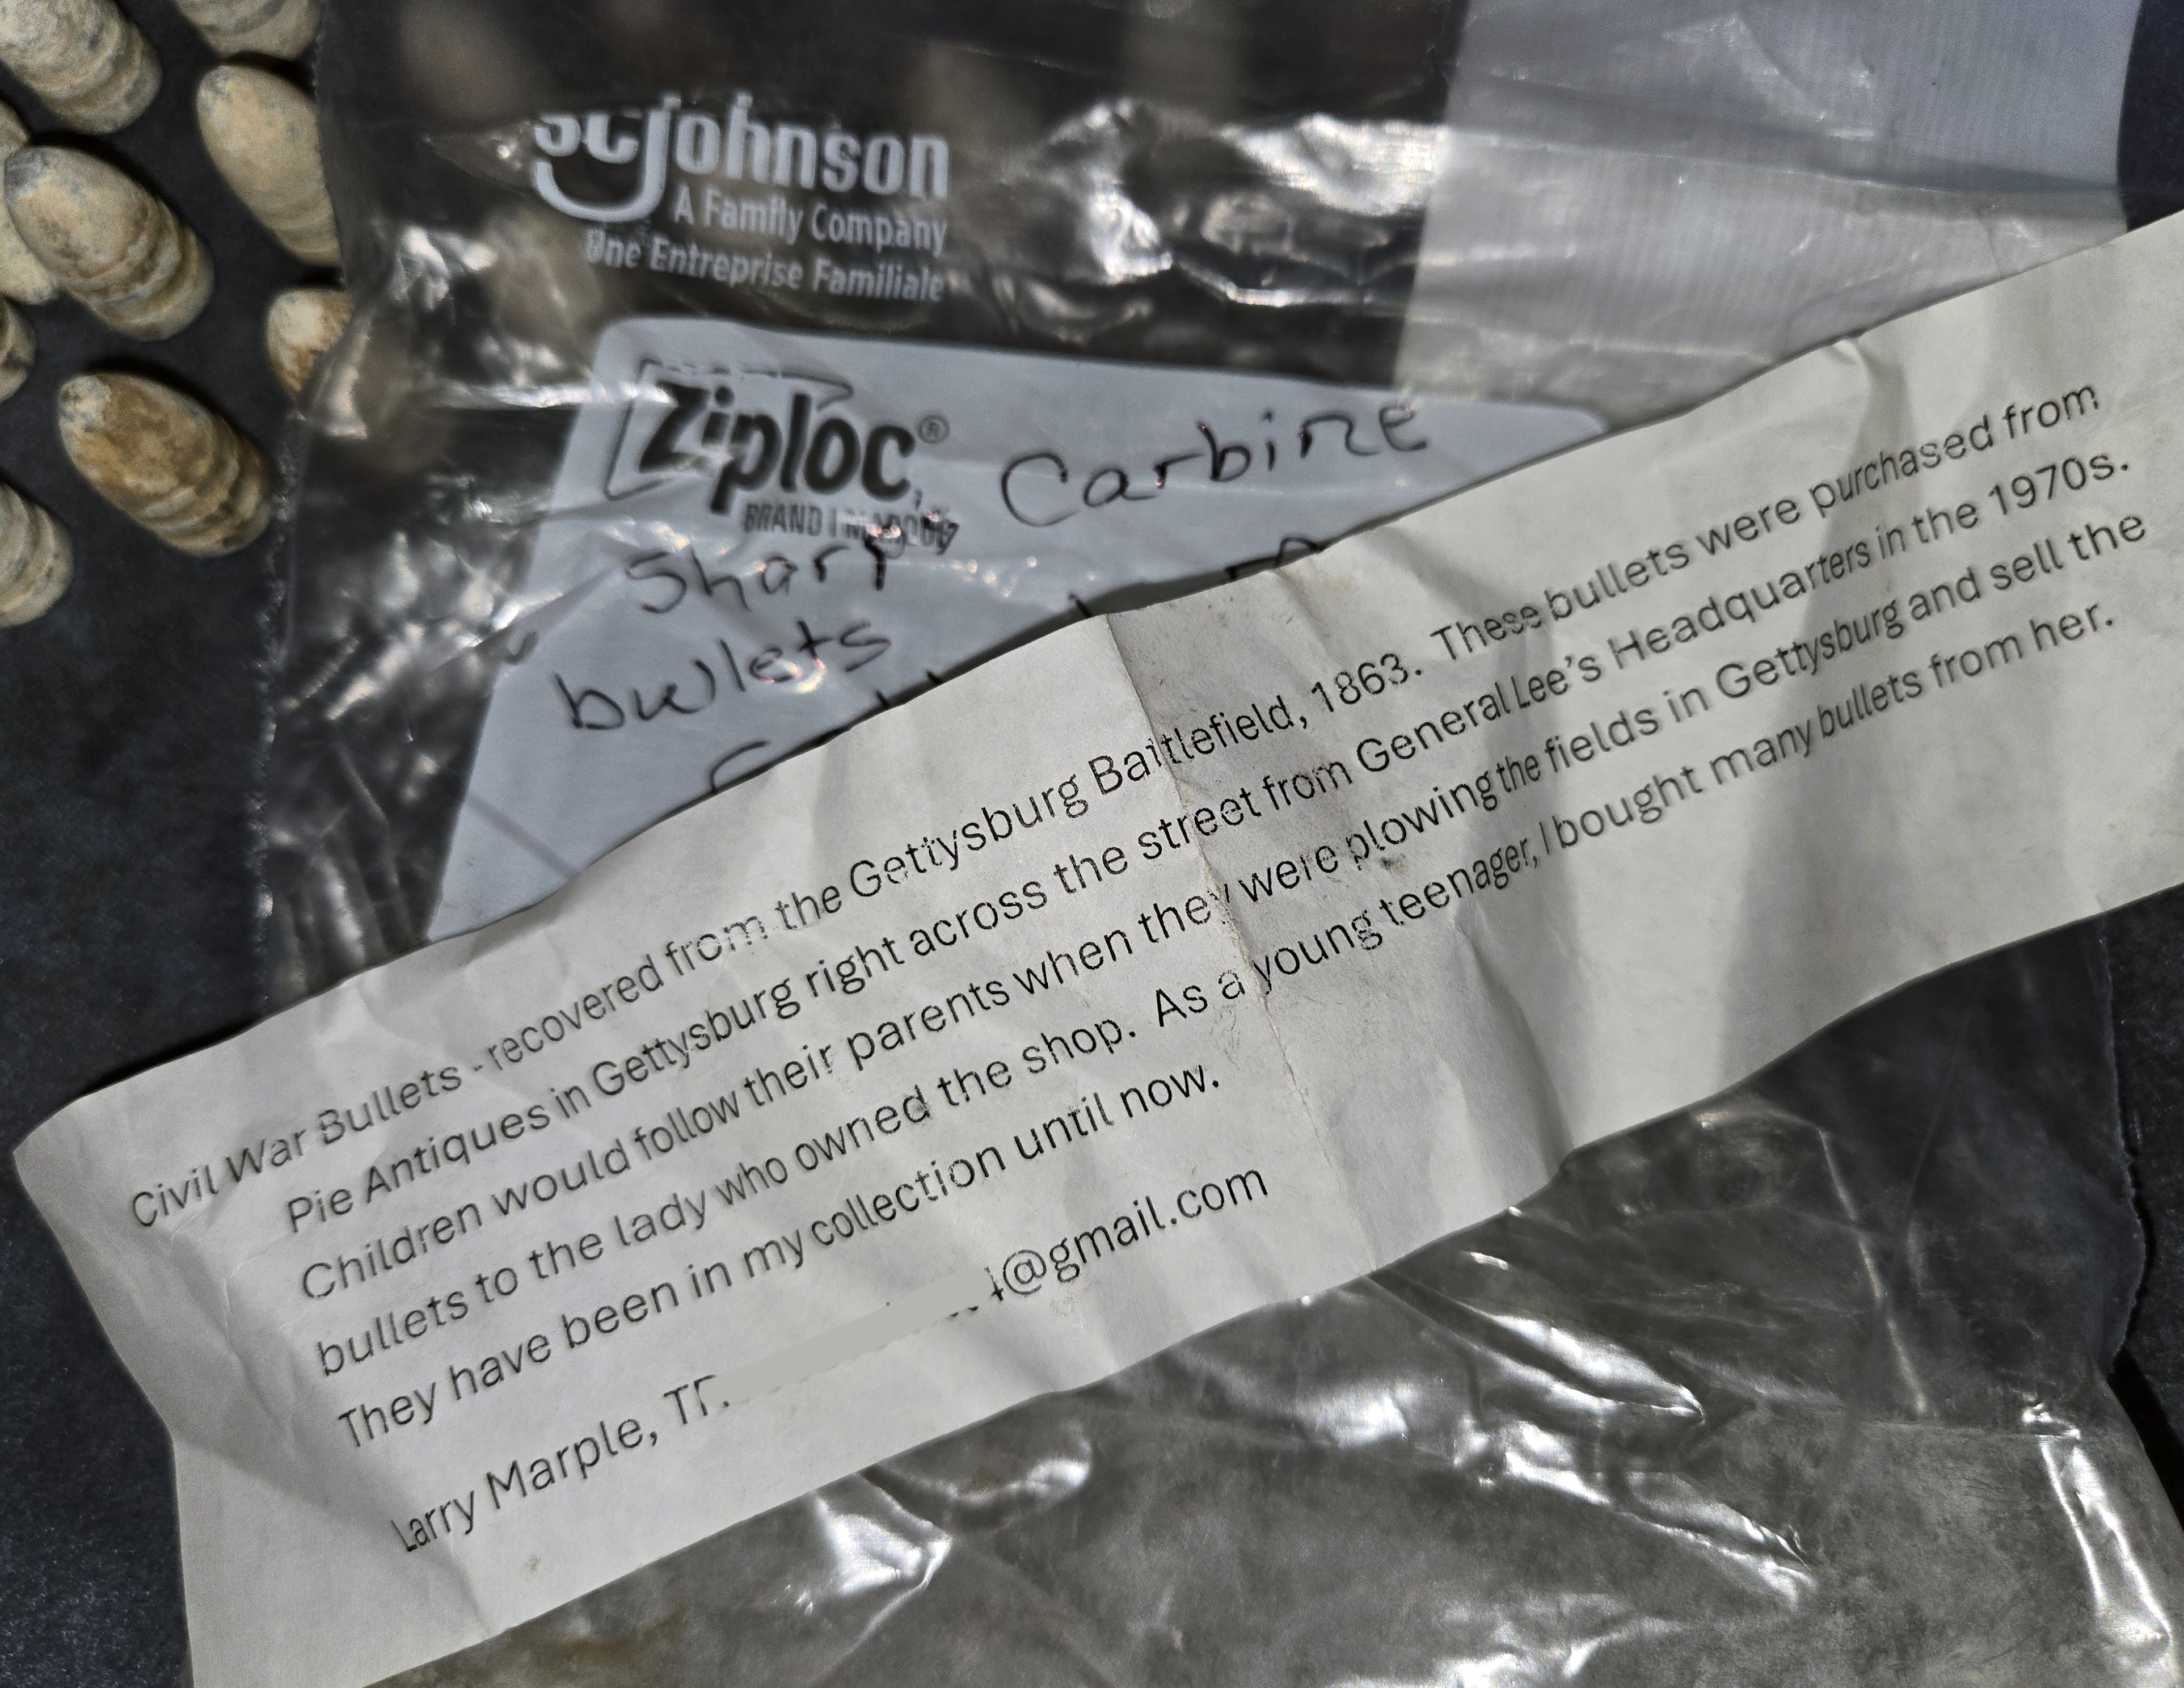 SC Johnson
A Family Company
Une Entreprise Familiale
Ziploc®
BRAND | MARQUE
Carbine
Sharp
bullets
Civil War Bullets - recovered from the Gettysburg Battlefield, 1863. These bullets were purchased from
Pie Antiques in Gettysburg right across the street from General Lee's Headquarters in the 1970s.
Children would follow their parents when they were plowing the fields in Gettysburg and sell the
bullets to the lady who owned the shop. As a young teenager, I bought many bullets from her.
They have been in my collection until now.
Larry Marple, @gmail.com